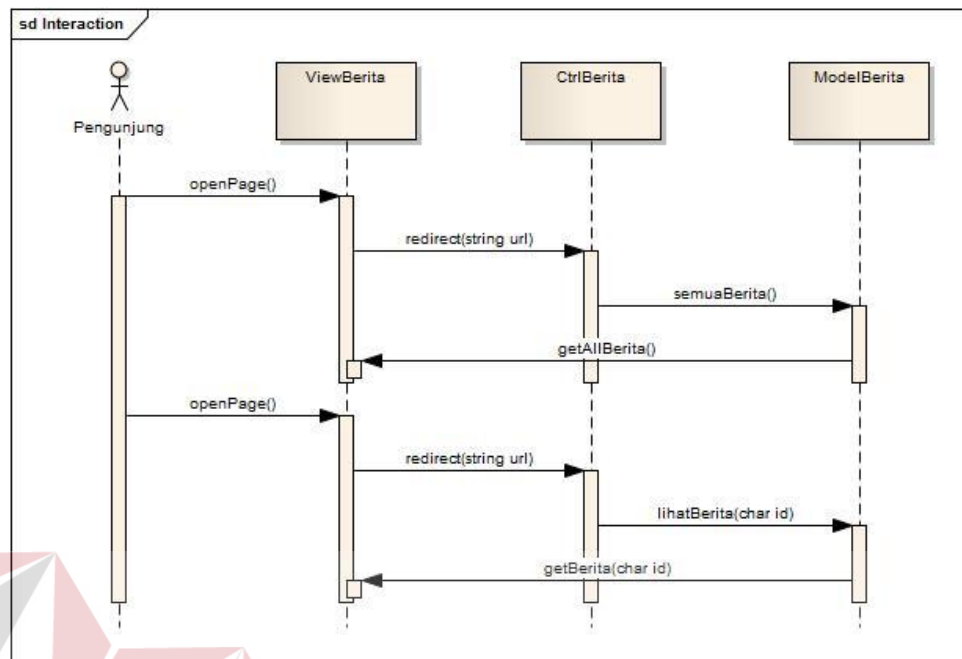 sd Interaction
Pengunjung
ViewBerita
CtrlBerita
ModelBerita
openPage()
redirect(string url)
semuaBerita()
getAllBerita()
openPage()
redirect(string url)
lihatBerita(char id)
getBerita(char id)